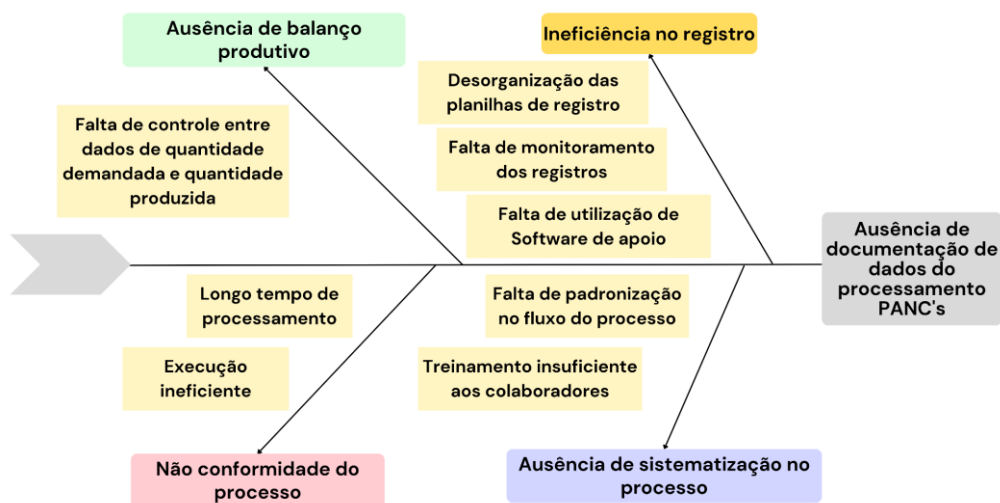 Ausência de balanço
produtivo
Ineficiência no registro
Desorganização das
planilhas de registro
Falta de controle entre
dados de quantidade
demandada e quantidade
produzida
Falta de monitoramento
dos registros
Falta de utilização de
Software de apoio
Ausência de
documentação de
dados do
processamento
PANC's
Longo tempo de
processamento
Falta de padronização
no fluxo do processo
Execução
ineficiente
Treinamento insuficiente
aos colaboradores
Não conformidade do
processo
Ausência de sistematização no
processo